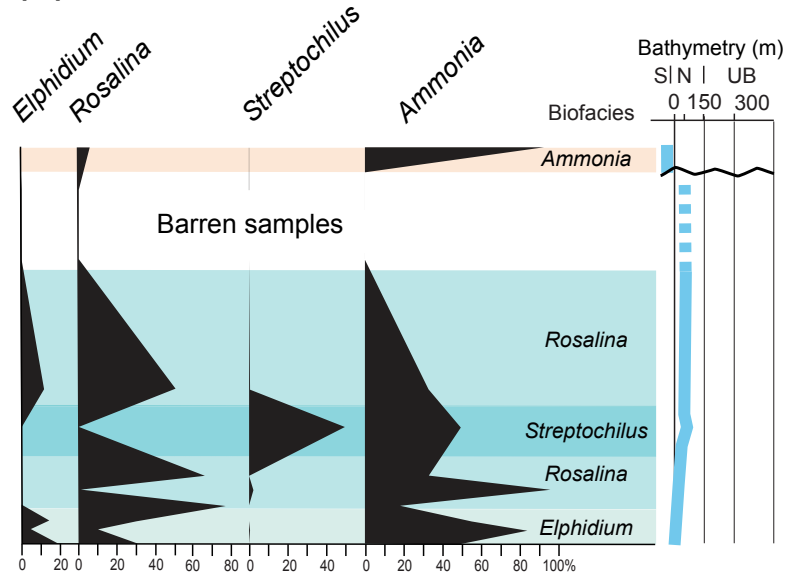 Elphidium
Rosalina
Streptochilus
Ammonia
Bathymetry (m)
S| N | UB
Biofacies
0 150 300
Ammonia
Barren samples
Rosalina
Streptochilus
Rosalina
Elphidium
0 20 0 20 40 60 80 0 20 40 0 20 40 60 80 100%